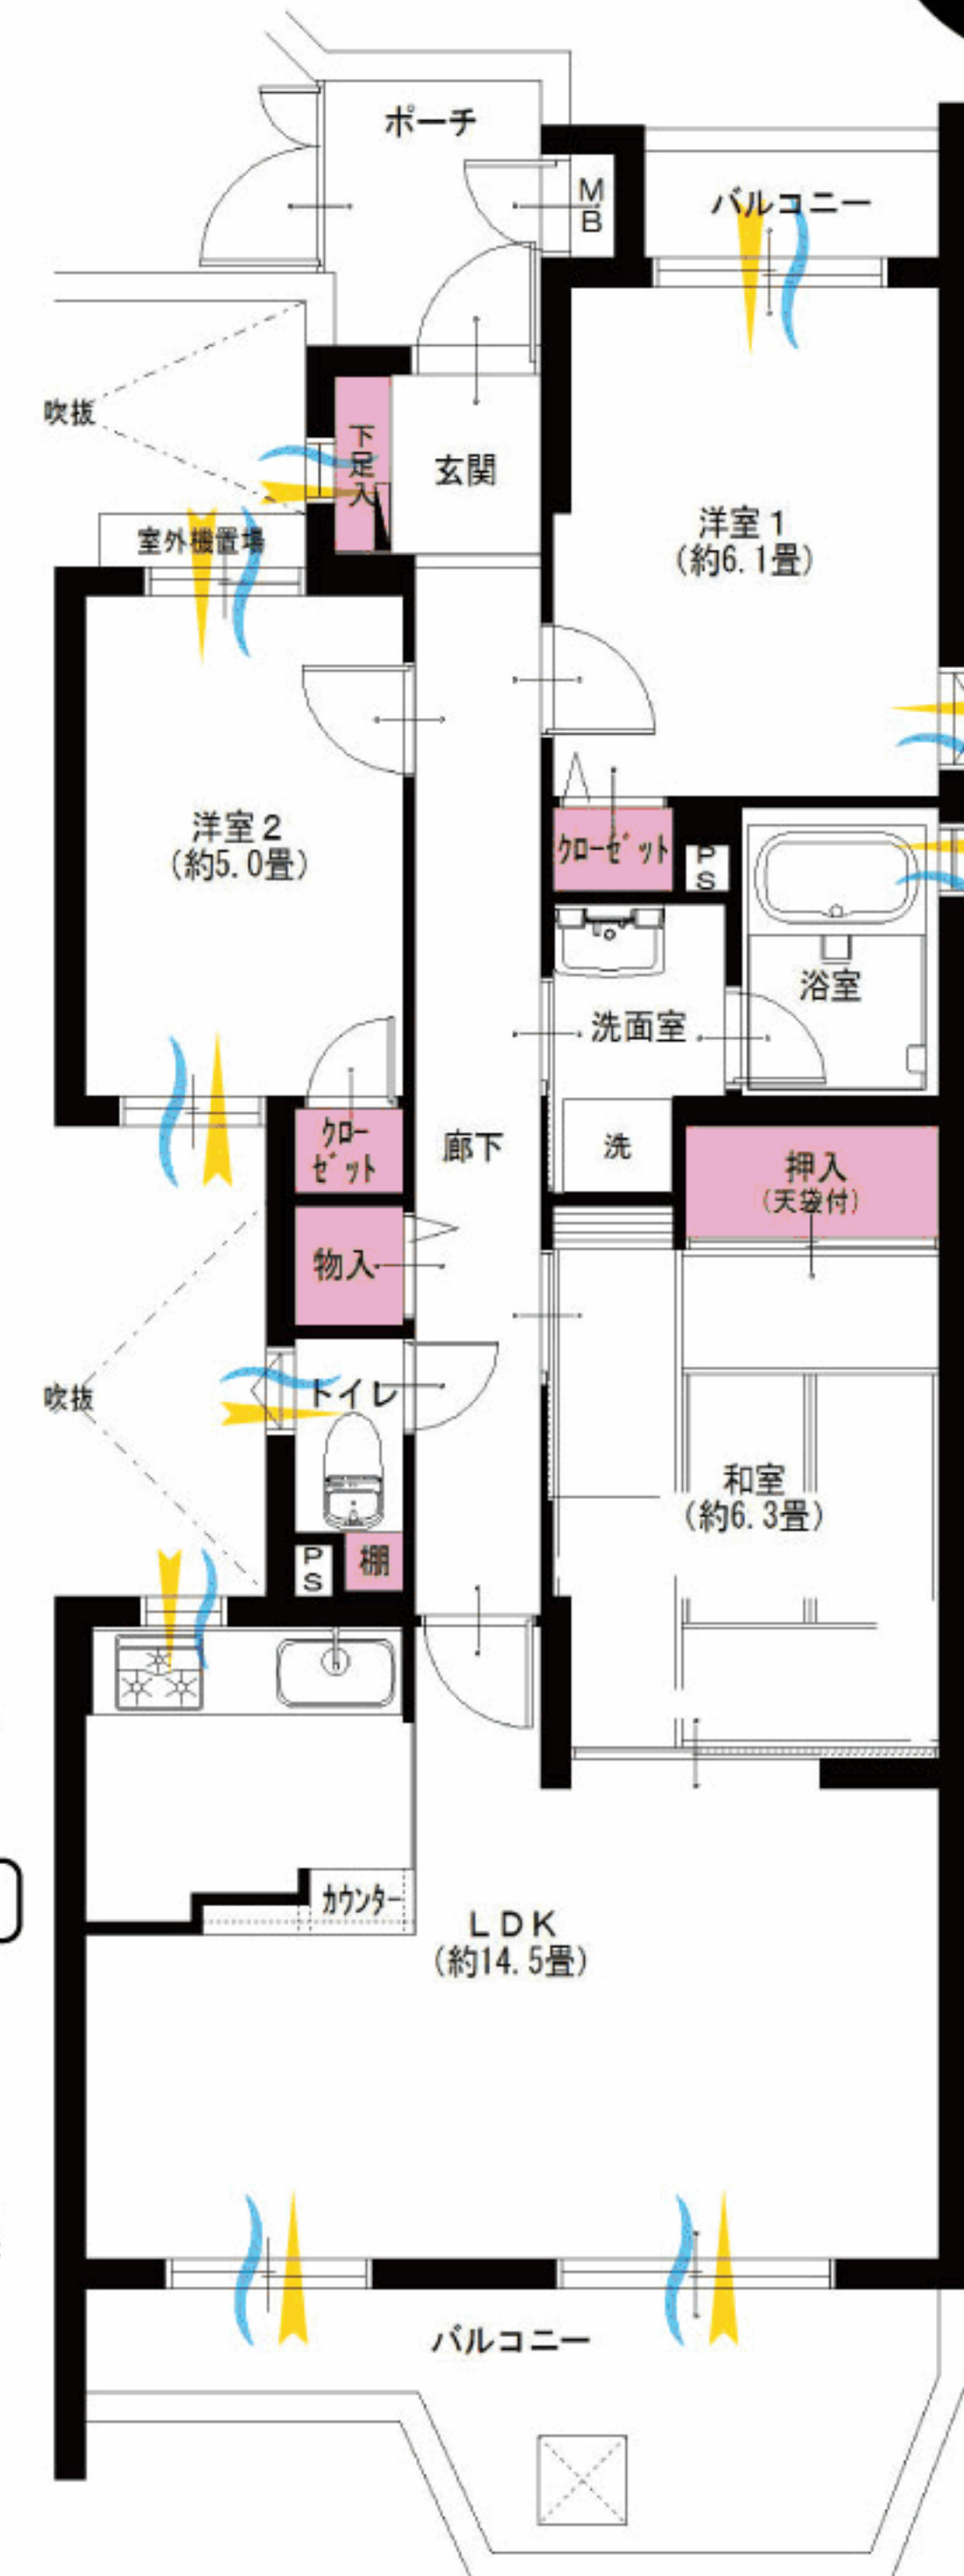 ポーチ
MB
バルコニー
吹抜
下足入
玄関
室外機置場
洋室1
(約6.1畳)
洋室2
(約5.0畳)
クローゼット
PS
浴室
洗面室
クロー
ゼット
廊下
洗
押入
(天袋付)
物入
吹抜
トイレ
和室
(約6.3畳)
PS
棚
カウンター
LDK
(約14.5畳)
バルコニー